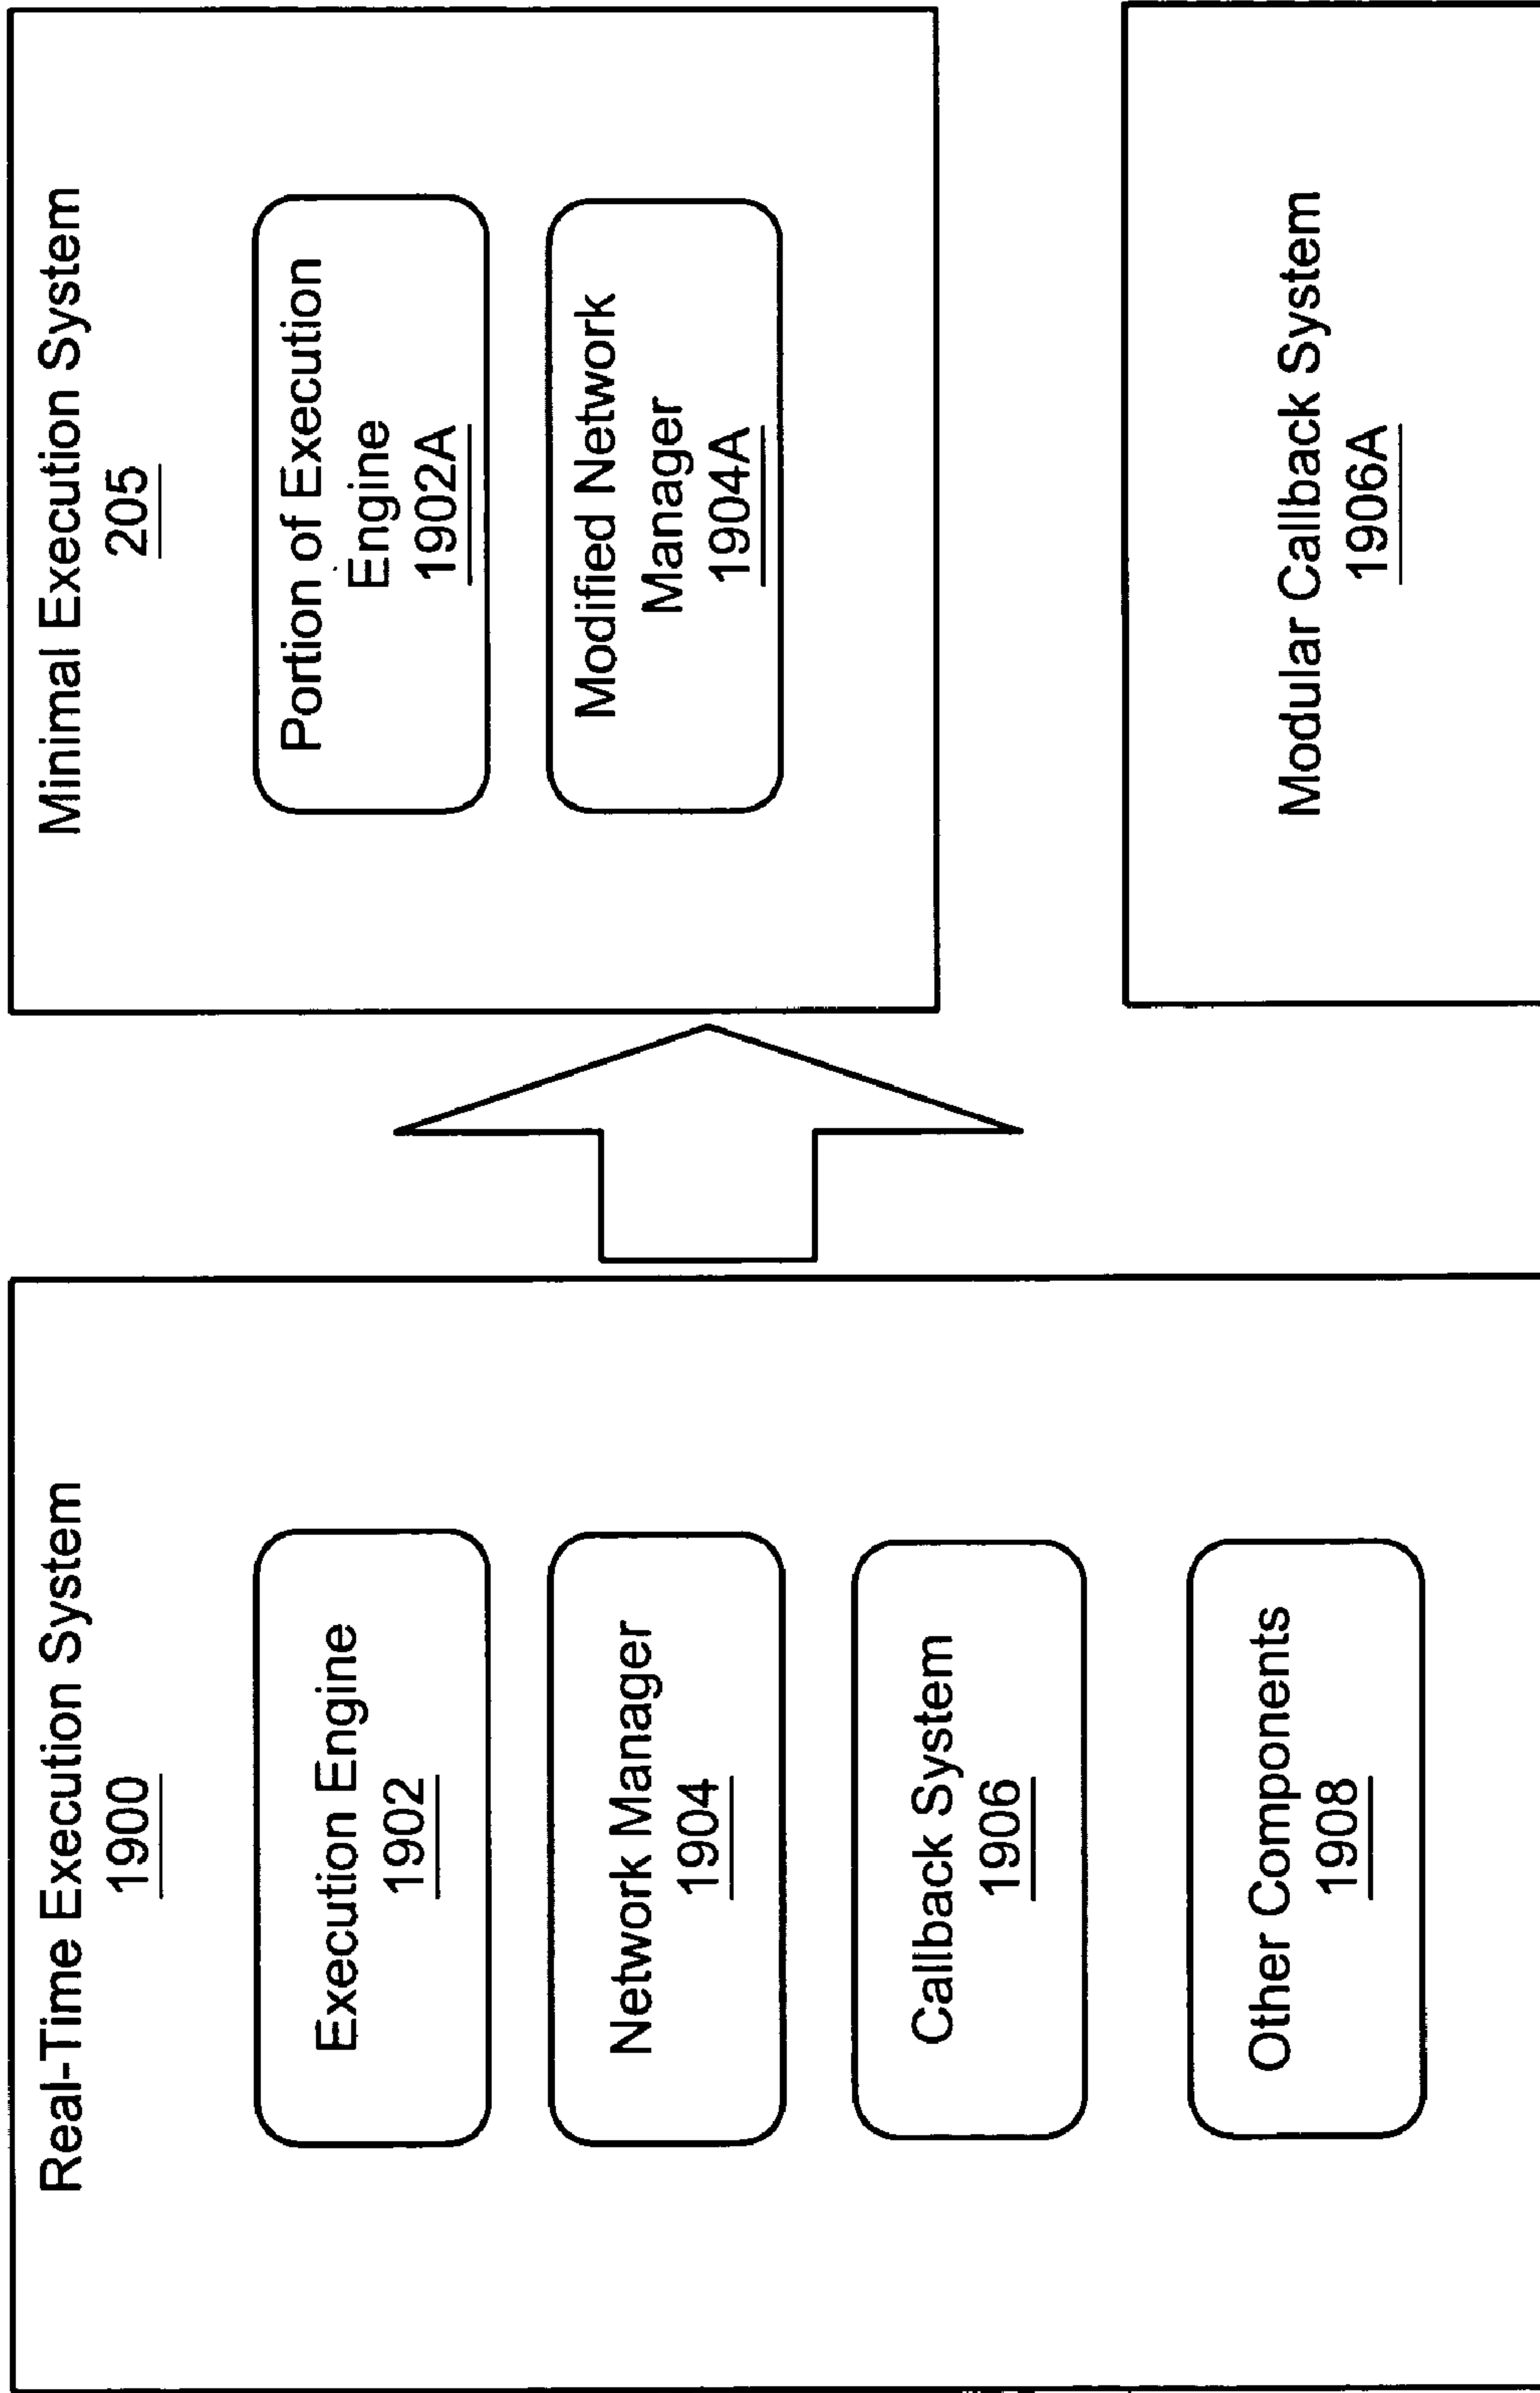 Real-Time Execution System
1900
Execution Engine
1902
Network Manager
1904
Callback System
1906
Other Components
1908
Minimal Execution System
205
Portion of Execution
Engine
1902A
Modified Network
Manager
1904A
Modular Callback System
1906A